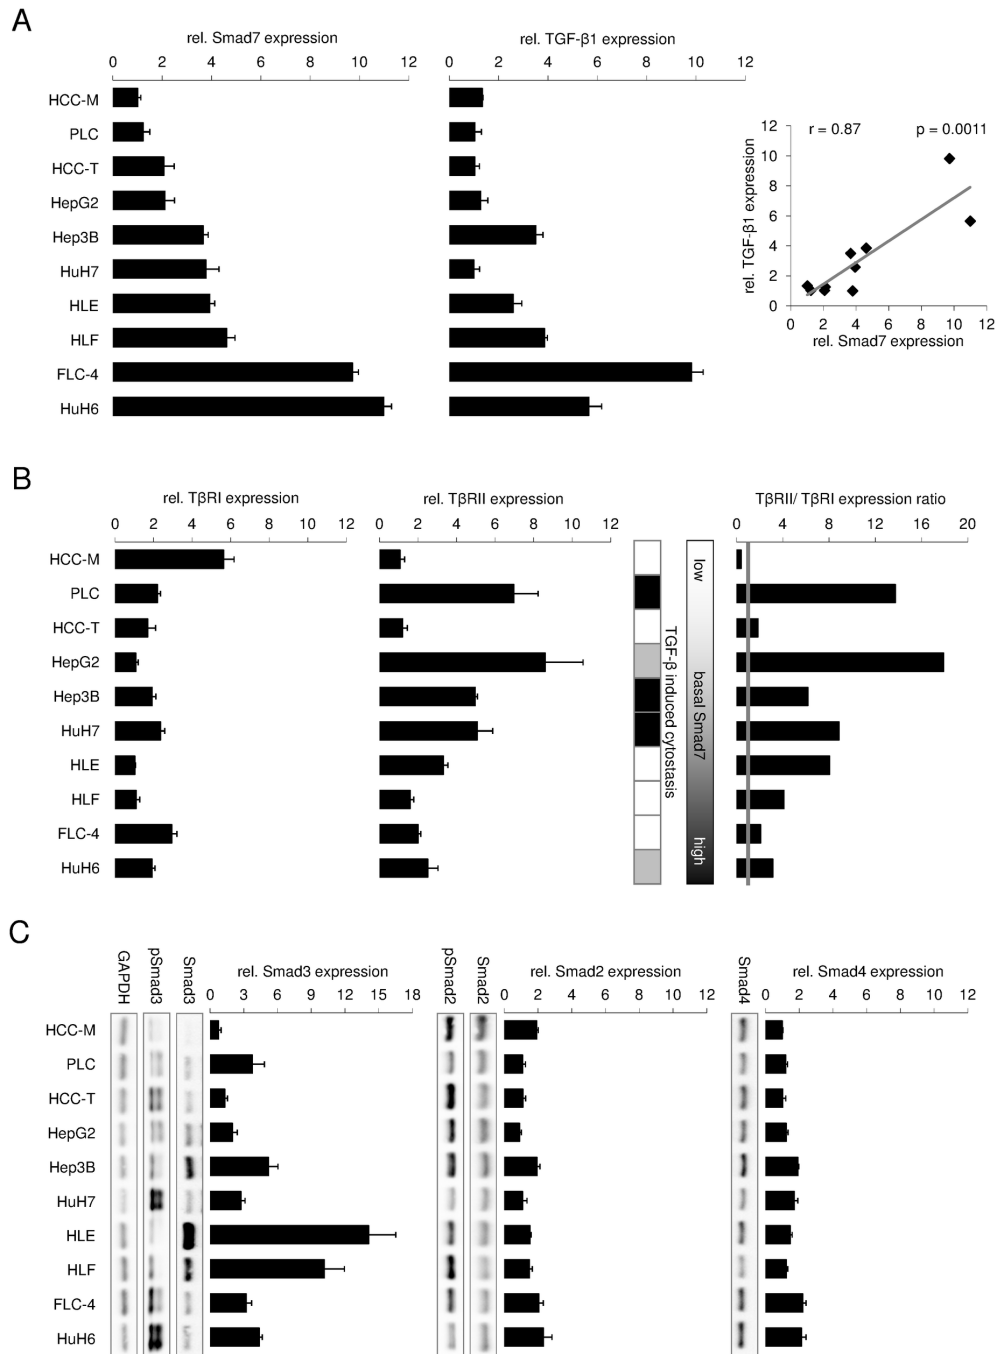 A
rel. Smad7 expression
0 2 4 6 8 10 12
rel. TGF-β1 expression
0 2 4 6 8 10 12
HCC-M
PLC
HCC-T
HepG2
Hep3B
HuH7
HLE
HLF
FLC-4
HuH6
r = 0.87 p = 0.0011
rel. TGF-β1 expression
12
10
8
6
4
2
0
0 2 4 6 8 10 12
rel. Smad7 expression
B
rel. TβRI expression
0 2 4 6 8 10 12
rel. TβRII expression
0 2 4 6 8 10 12
TβRII/ TβRI expression ratio
0 4 8 12 16 20
HCC-M
PLC
HCC-T
HepG2
Hep3B
HuH7
HLE
HLF
FLC-4
HuH6
TGF-β induced cytostasis
low basal Smad7 high
C
GAPDH
pSmad3
Smad3
rel. Smad3 expression
0 3 6 9 12 15 18
pSmad2
Smad2
rel. Smad2 expression
0 2 4 6 8 10 12
Smad4
rel. Smad4 expression
0 2 4 6 8 10 12
HCC-M
PLC
HCC-T
HepG2
Hep3B
HuH7
HLE
HLF
FLC-4
HuH6